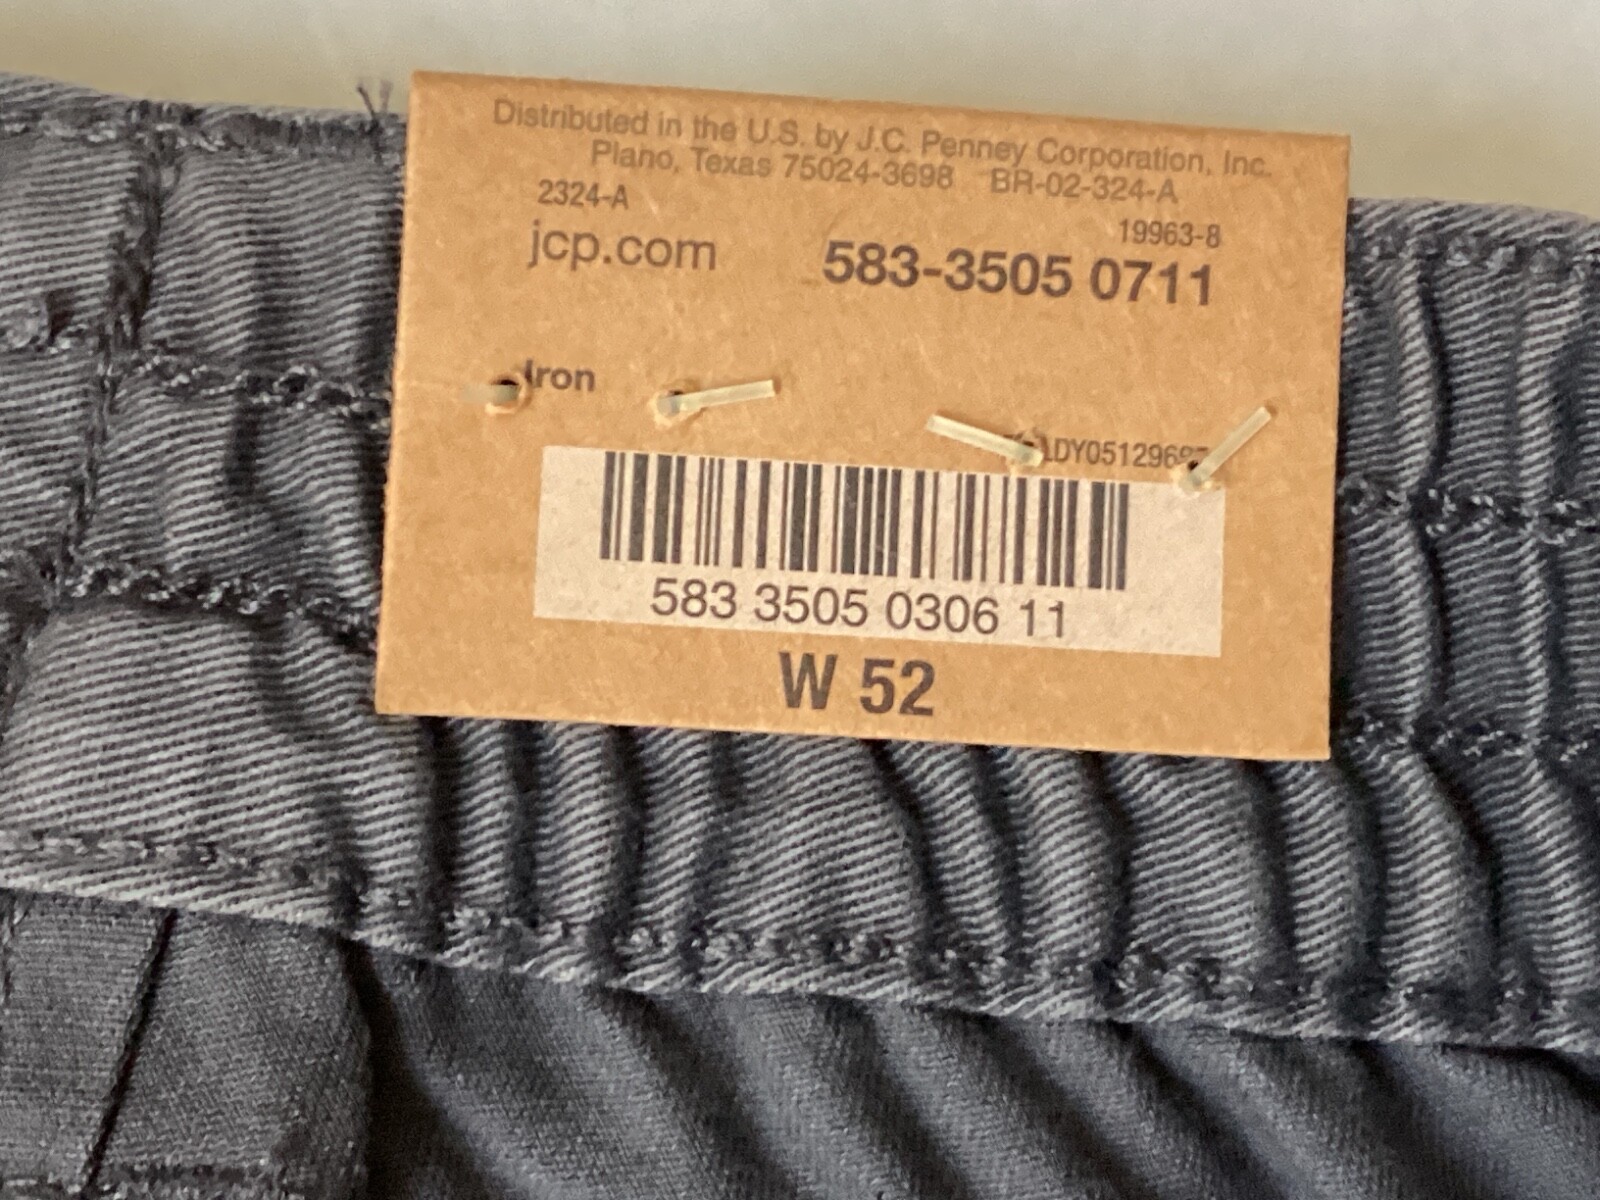 Distributed in the U.S. by J.C. Penney Corporation, Inc.
Plano, Texas 75024-3698 BR-02-324-A
2324-A
19963-8
jcp.com 583-3505 0711
Iron
583 3505 0306 11
W 52